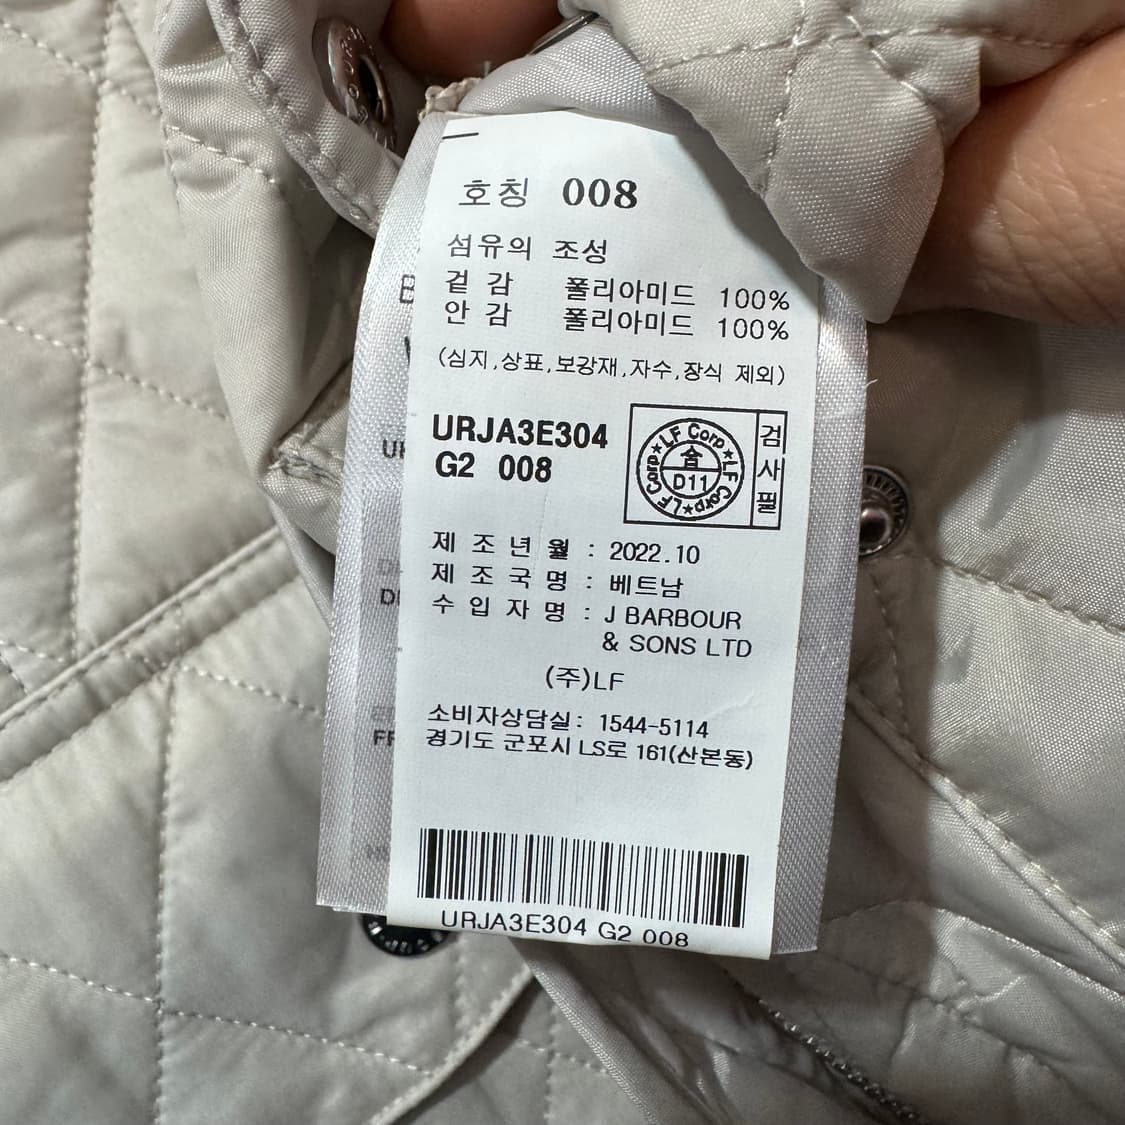 호칭 008
섬유의 조성
겉 감 폴리아미드 100%
안 감 폴리아미드 100%
(심지,상표,보강재,자수,장식 제외)
URJA3E304
G2 008
LF Corp★LF Corp★LF Corp★
합
D11
검사필
제 조 년 월 : 2022.10
제 조 국 명 : 베트남
수 입 자 명 : J BARBOUR
& SONS LTD
(주)LF
소비자상담실: 1544-5114
경기도 군포시 LS로 161(산본동)
URJA3E304 G2 008